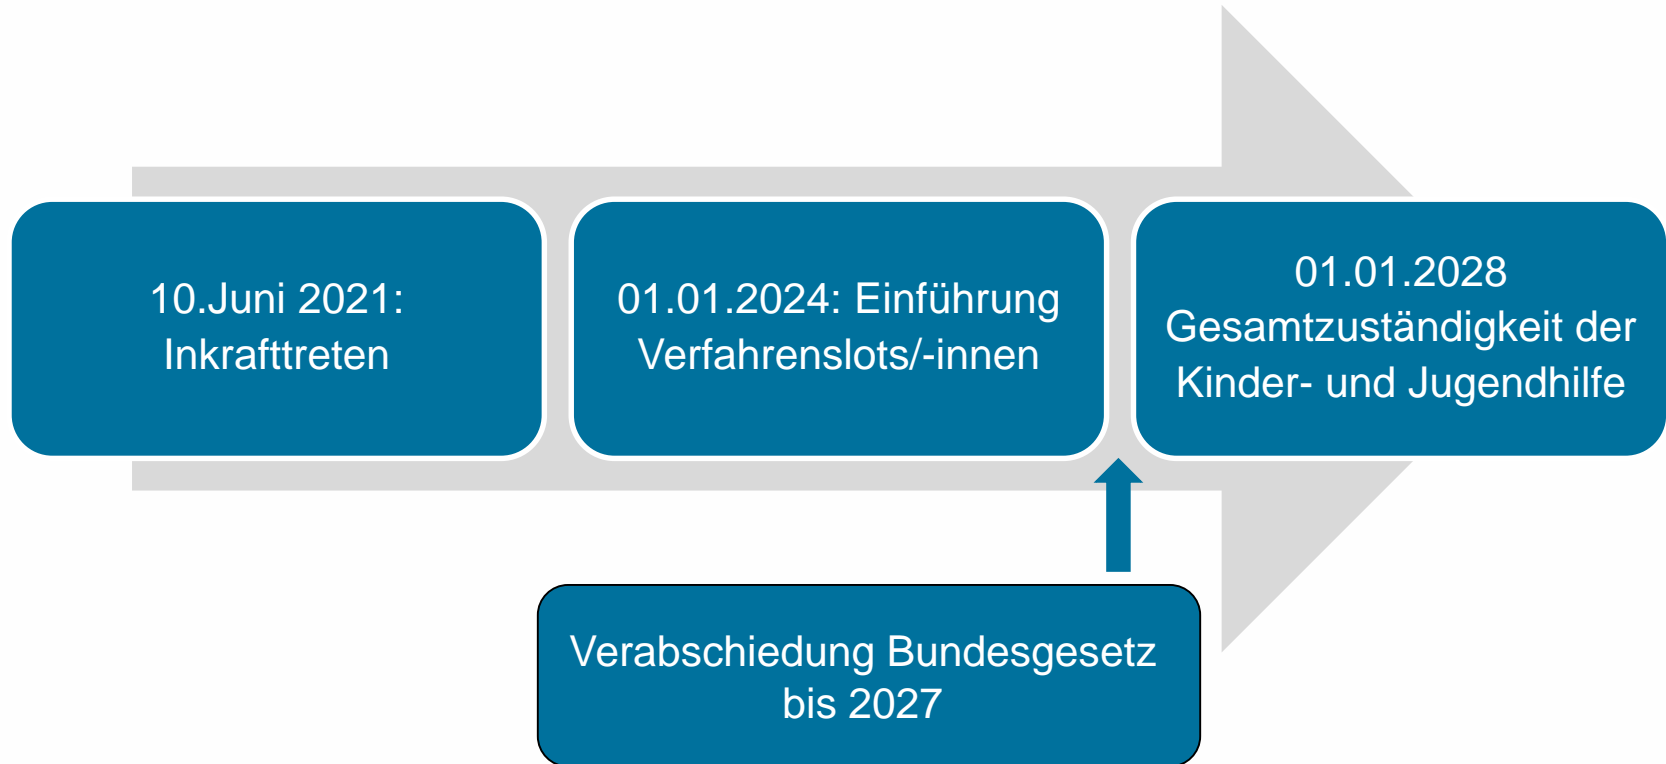 10.Juni 2021:
Inkrafttreten
01.01.2024: Einführung
Verfahrenslots/-innen
01.01.2028
Gesamtzuständigkeit der
Kinder- und Jugendhilfe
Verabschiedung Bundesgesetz
bis 2027